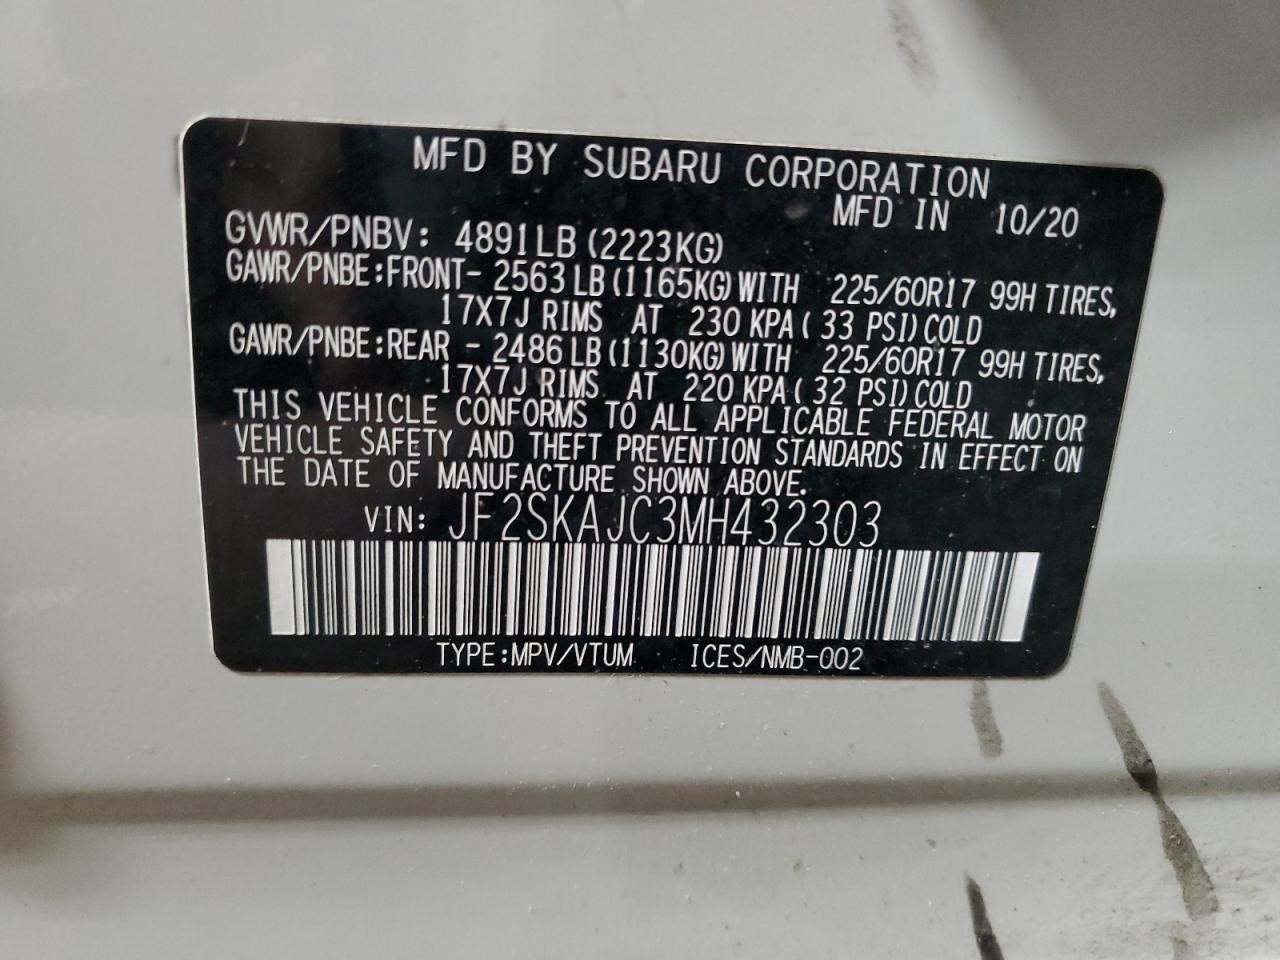 MFD BY SUBARU CORPORATION
MFD IN 10/20
GVWR/PNBV: 4891LB (2223KG)
GAWR/PNBE:FRONT- 2563LB(1165KG)WITH 225/60R17 99H TIRES,
17X7J RIMS AT 230 KPA( 33 PSI)COLD
GAWR/PNBE:REAR - 2486LB(1130KG)WITH 225/60R17 99H TIRES,
17X7J RIMS AT 220 KPA( 32 PSI)COLD
THIS VEHICLE CONFORMS TO ALL APPLICABLE FEDERAL MOTOR
VEHICLE SAFETY AND THEFT PREVENTION STANDARDS IN EFFECT ON
THE DATE OF MANUFACTURE SHOWN ABOVE.
VIN: JF2SKAJC3MH432303
TYPE:MPV/VTUM ICES/NMB-002